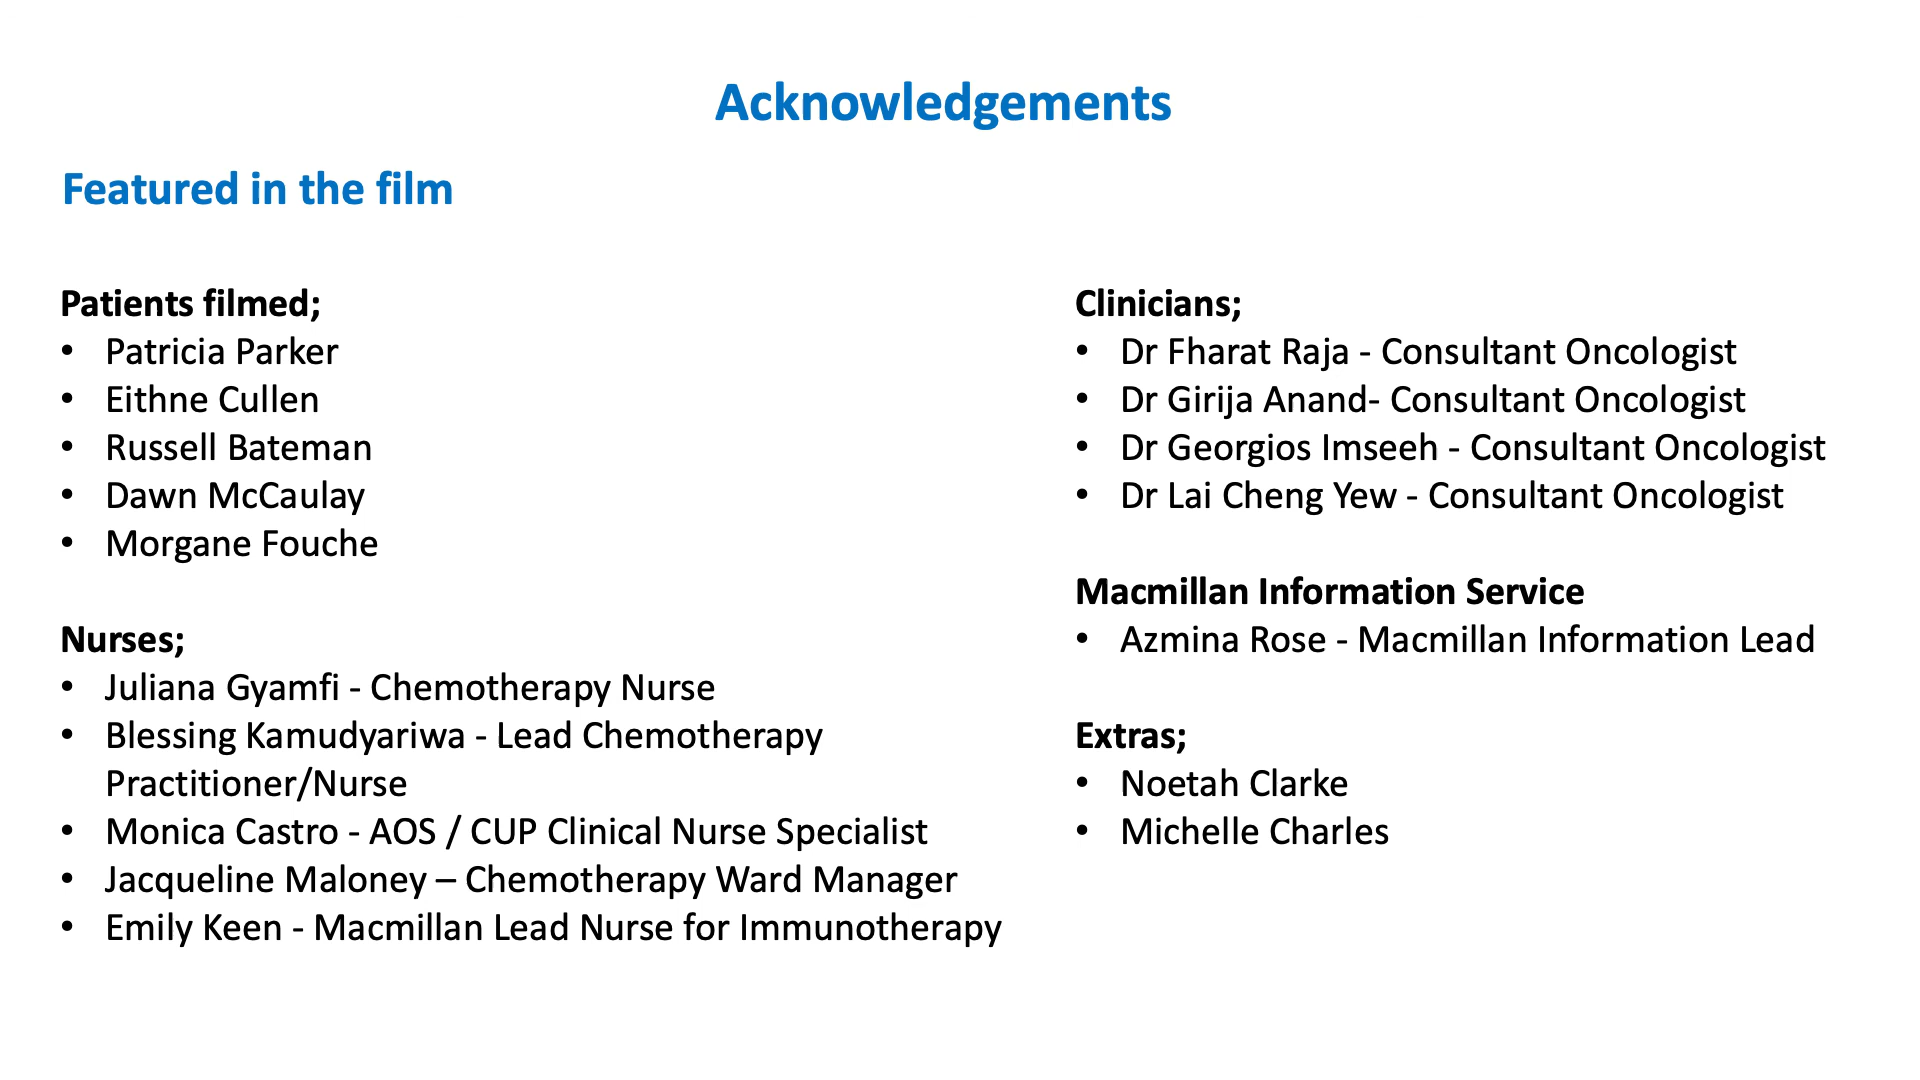 Acknowledgements
Featured in the film
Patients filmed;
• Patricia Parker
• Eithne Cullen
• Russell Bateman
• Dawn McCaulay
• Morgane Fouche
Nurses;
• Juliana Gyamfi - Chemotherapy Nurse
• Blessing Kamudyariwa - Lead Chemotherapy
Practitioner/Nurse
• Monica Castro - AOS / CUP Clinical Nurse Specialist
• Jacqueline Maloney – Chemotherapy Ward Manager
• Emily Keen - Macmillan Lead Nurse for Immunotherapy
Clinicians;
• Dr Fharat Raja - Consultant Oncologist
• Dr Girija Anand- Consultant Oncologist
• Dr Georgios Imseeh - Consultant Oncologist
• Dr Lai Cheng Yew - Consultant Oncologist
Macmillan Information Service
• Azmina Rose - Macmillan Information Lead
Extras;
• Noetah Clarke
• Michelle Charles